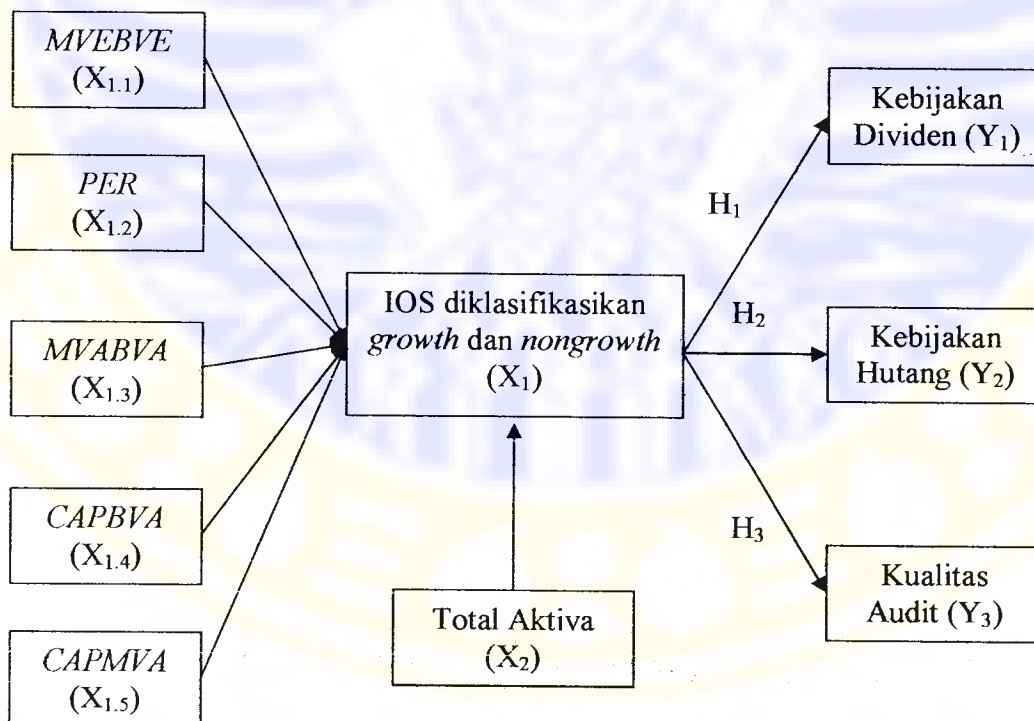 MVEBVE
(X₁.₁)
PER
(X₁.₂)
MVABVA
(X₁.₃)
CAPBVA
(X₁.₄)
CAPMVA
(X₁.₅)
IOS diklasifikasikan
growth dan nongrowth
(X₁)
Total Aktiva
(X₂)
H₁
H₂
H₃
Kebijakan
Dividen (Y₁)
Kebijakan
Hutang (Y₂)
Kualitas
Audit (Y₃)